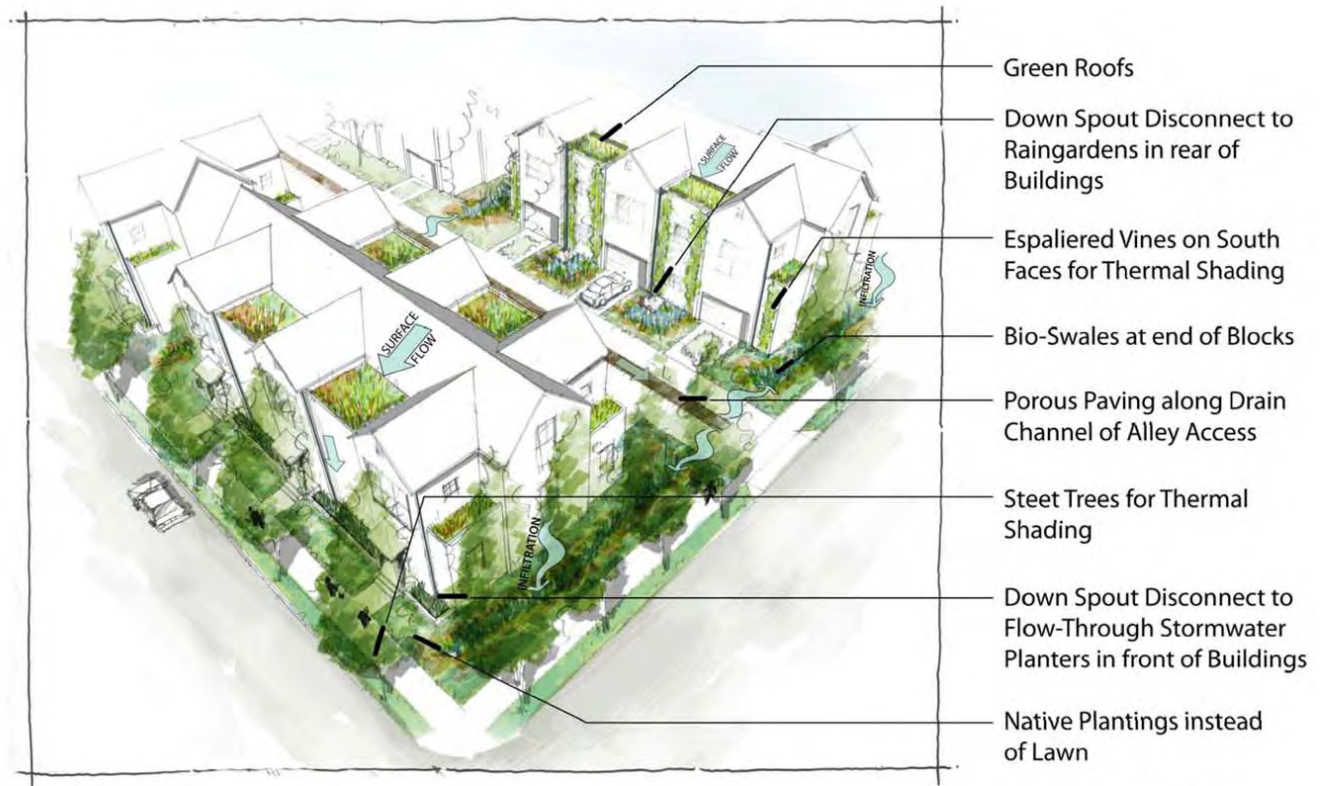 Green Roofs
Down Spout Disconnect to
Raingardens in rear of
Buildings
Espaliered Vines on South
Faces for Thermal Shading
Bio-Swales at end of Blocks
Porous Paving along Drain
Channel of Alley Access
Steet Trees for Thermal
Shading
Down Spout Disconnect to
Flow-Through Stormwater
Planters in front of Buildings
Native Plantings instead
of Lawn
SURFACE
FLOW
INFILTRATION
SURFACE
FLOW
INFILTRATION